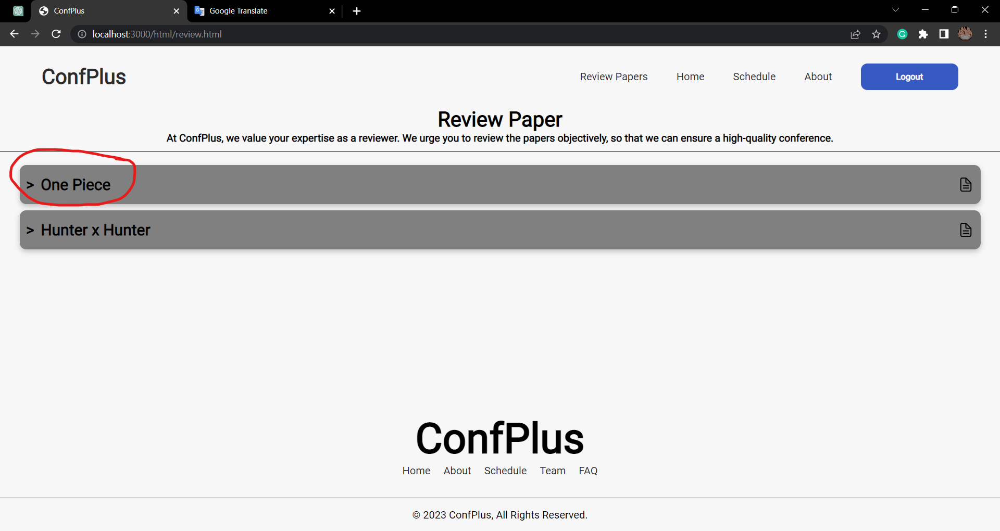 ConfPlus
Google Translate
localhost:3000/html/review.html
ConfPlus
Review Papers
Home
Schedule
About
Logout
Review Paper
At ConfPlus, we value your expertise as a reviewer. We urge you to review the papers objectively, so that we can ensure a high-quality conference.
> One Piece
> Hunter x Hunter
ConfPlus
Home About Schedule Team FAQ
© 2023 ConfPlus, All Rights Reserved.